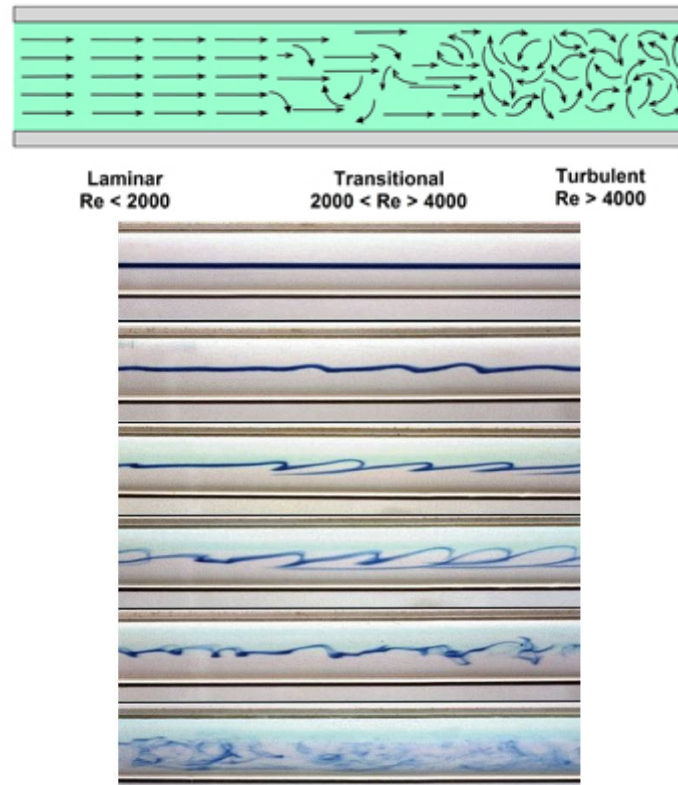 Laminar
Re < 2000
Transitional
2000 < Re > 4000
Turbulent
Re > 4000